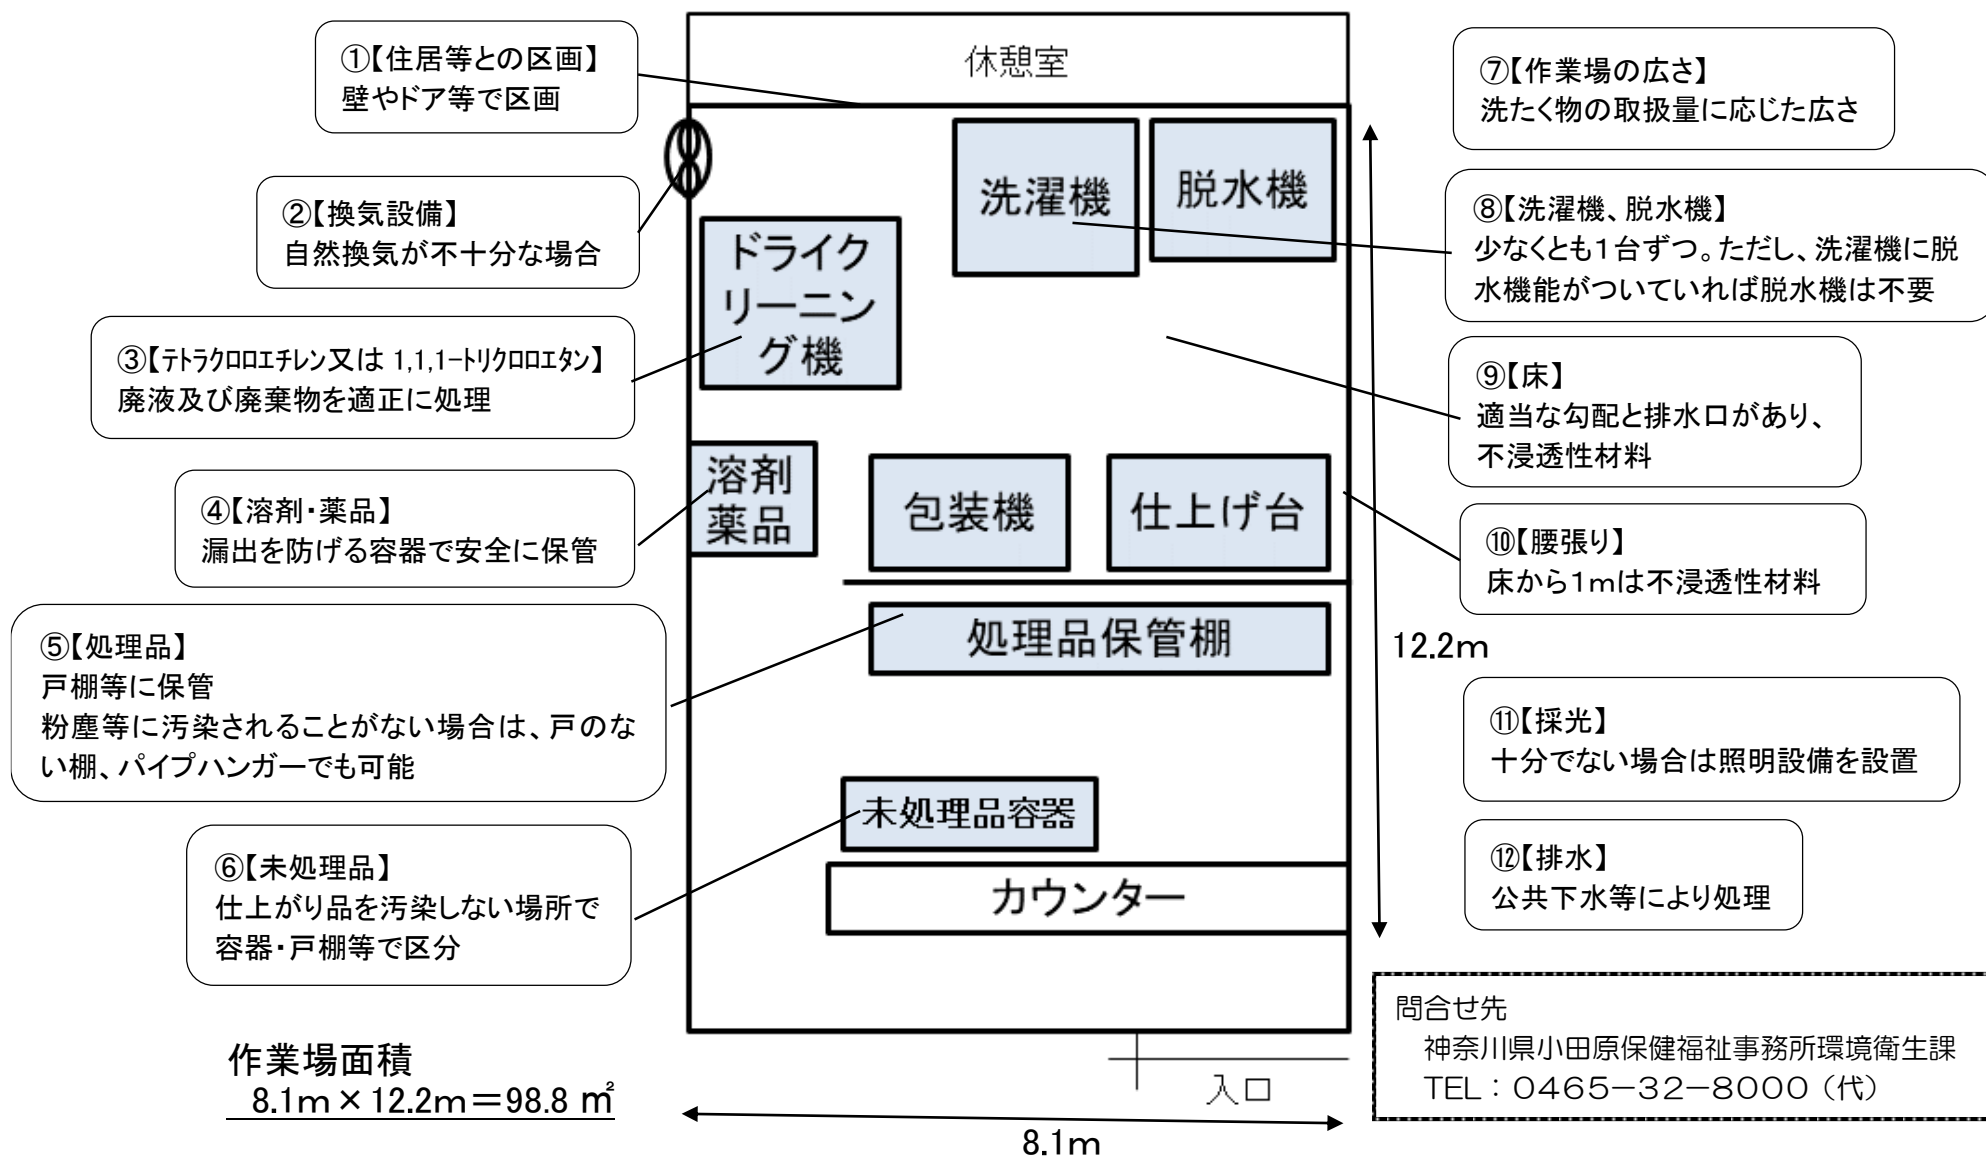 休憩室
①【住居等との区画】
壁やドア等で区画
②【換気設備】
自然換気が不十分な場合
③【テトラクロロエチレン又は 1,1,1−トリクロロエタン】
廃液及び廃棄物を適正に処理
④【溶剤・薬品】
漏出を防げる容器で安全に保管
⑤【処理品】
戸棚等に保管
粉塵等に汚染されることがない場合は、戸のな
い棚、パイプハンガーでも可能
⑥【未処理品】
仕上がり品を汚染しない場所で
容器・戸棚等で区分
洗濯機
脱水機
ドライク
リーニン
グ機
溶剤
薬品
包装機
仕上げ台
処理品保管棚
未処理品容器
カウンター
入口
8.1m
12.2m
⑦【作業場の広さ】
洗たく物の取扱量に応じた広さ
⑧【洗濯機、脱水機】
少なくとも1台ずつ。ただし、洗濯機に脱
水機能がついていれば脱水機は不要
⑨【床】
適当な勾配と排水口があり、
不浸透性材料
⑩【腰張り】
床から1mは不浸透性材料
⑪【採光】
十分でない場合は照明設備を設置
⑫【排水】
公共下水等により処理
作業場面積
8.1m×12.2m=98.8 ㎡
問合せ先
神奈川県小田原保健福祉事務所環境衛生課
TEL：0465−32−8000（代）